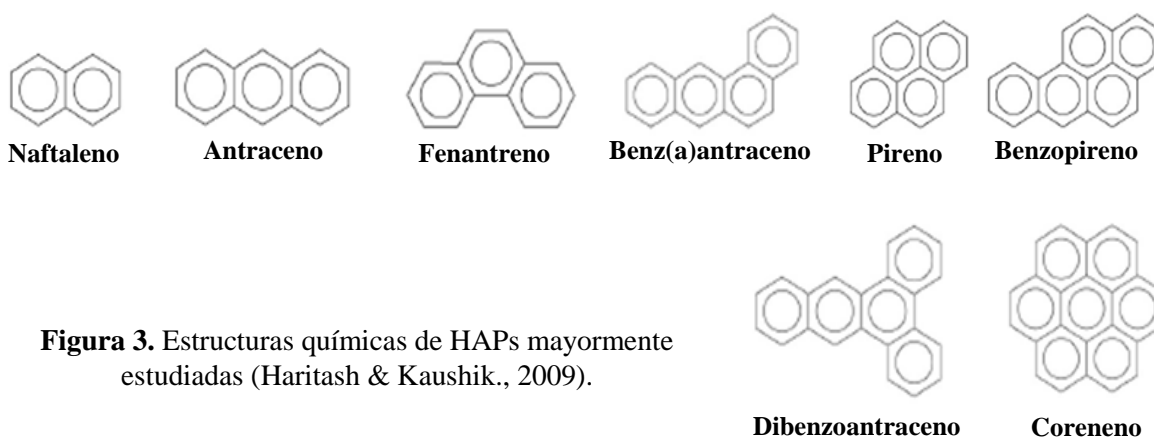 Naftaleno
Antraceno
Fenantreno
Benz(a)antraceno
Pireno
Benzopireno
Figura 3. Estructuras químicas de HAPs mayormente
estudiadas (Haritash & Kaushik., 2009).
Dibenzoantraceno
Coreneno